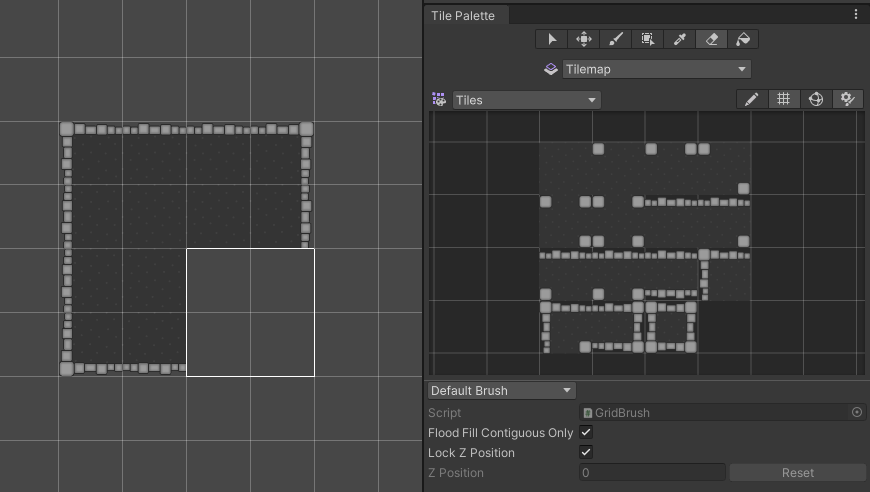 Tile Palette
Tilemap
Tiles
Default Brush
Script
GridBrush
Flood Fill Contiguous Only
Lock Z Position
Z Position
0
Reset